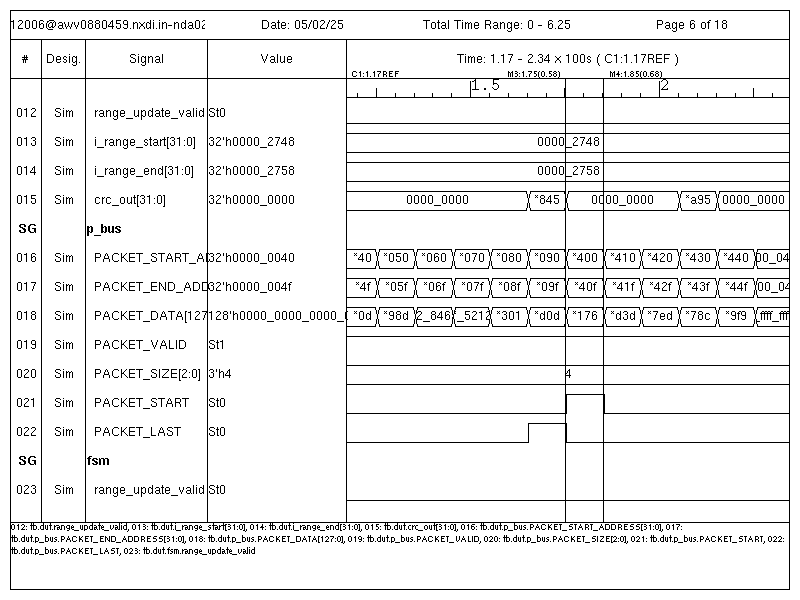 12006@awv0880459.nxdi.in-nda02 Date: 05/02/25 Total Time Range: 0 - 6.25 Page 6 of 18
# Desig. Signal Value Time: 1.17 - 2.34 x 100s ( C1:1.17REF )
C1:1.17REF M3:1.75(0.58) M4:1.85(0.68)
1.5 2
012 Sim range_update_valid St0
013 Sim i_range_start[31:0] 32'h0000_2748 0000_2748
014 Sim i_range_end[31:0] 32'h0000_2758 0000_2758
015 Sim crc_out[31:0] 32'h0000_0000 0000_0000 *845 0000_0000 *a95 0000_0000
SG p_bus
016 Sim PACKET_START_A 32'h0000_0040 *40 *050 *060 *070 *080 *090 *400 *410 *420 *430 *440 00_04
017 Sim PACKET_END_ADD 32'h0000_004f *4f *05f *06f *07f *08f *09f *40f *41f *42f *43f *44f 00_04
018 Sim PACKET_DATA[127 128'h0000_0000_0000_ *0d *98d 2_846 f_5212 *301 *d0d *176 *d3d *7ed *78c *9f9 _ffff_fff
019 Sim PACKET_VALID St1
020 Sim PACKET_SIZE[2:0] 3'h4 4
021 Sim PACKET_START St0
022 Sim PACKET_LAST St0
SG fsm
023 Sim range_update_valid St0
012: tb.dut.range_update_valid, 013: tb.dut.i_range_start[31:0], 014: tb.dut.i_range_end[31:0], 015: tb.dut.crc_out[31:0], 016: tb.dut.p_bus.PACKET_START_ADDRESS[31:0], 017:
tb.dut.p_bus.PACKET_END_ADDRESS[31:0], 018: tb.dut.p_bus.PACKET_DATA[127:0], 019: tb.dut.p_bus.PACKET_VALID, 020: tb.dut.p_bus.PACKET_SIZE[2:0], 021: tb.dut.p_bus.PACKET_START, 022:
tb.dut.p_bus.PACKET_LAST, 023: tb.dut.fsm.range_update_valid